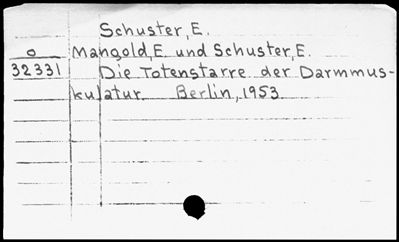 Schuster, E.
o Mangold, E. und Schuster, E.
32331 Die Totenstarre der Darmmus-
kulatur. Berlin, 1953.